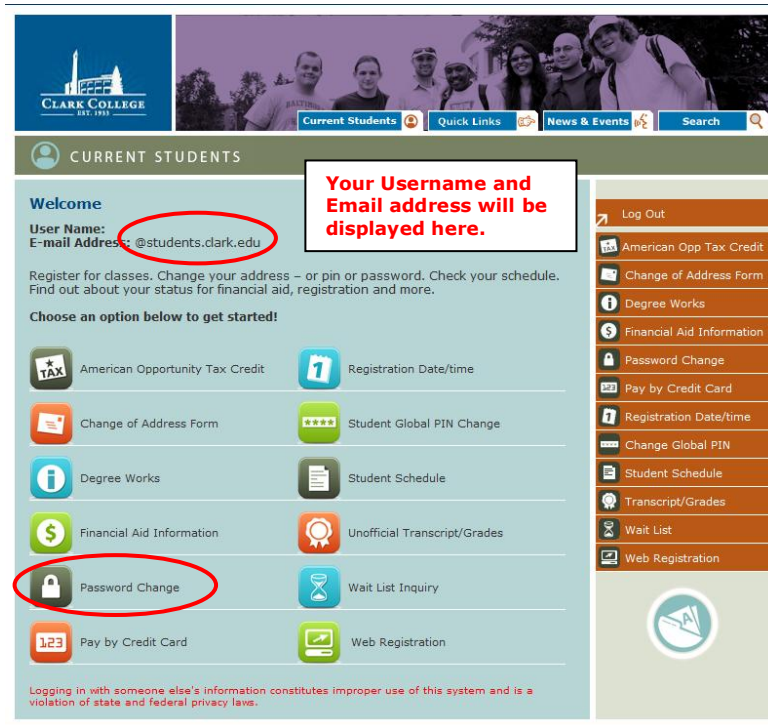 CLARK COLLEGE
EST. 1933
Current Students
Quick Links
News & Events
Search
CURRENT STUDENTS
Your Username and
Email address will be
displayed here.
Welcome
User Name:
E-mail Address: @students.clark.edu
Register for classes. Change your address – or pin or password. Check your schedule.
Find out about your status for financial aid, registration and more.
Choose an option below to get started!
TAX
American Opportunity Tax Credit
1
Registration Date/time
Change of Address Form
****
Student Global PIN Change
Degree Works
Student Schedule
$
Financial Aid Information
Unofficial Transcript/Grades
Password Change
Wait List Inquiry
123
Pay by Credit Card
Web Registration
Logging in with someone else's information constitutes improper use of this system and is a
violation of state and federal privacy laws.
Log Out
TAX
American Opp Tax Credit
Change of Address Form
Degree Works
$
Financial Aid Information
Password Change
123
Pay by Credit Card
1
Registration Date/time
Change Global PIN
Student Schedule
Transcript/Grades
Wait List
Web Registration
A